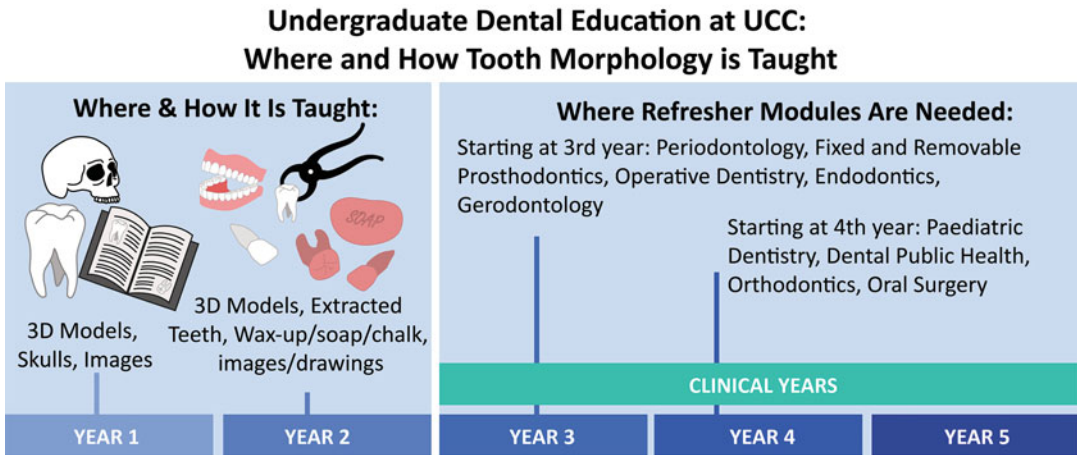 Undergraduate Dental Education at UCC:
Where and How Tooth Morphology is Taught
Where & How It Is Taught:
SOAP
3D Models,
Skulls, Images
3D Models, Extracted
Teeth, Wax-up/soap/chalk,
images/drawings
Where Refresher Modules Are Needed:
Starting at 3rd year: Periodontology, Fixed and Removable
Prosthodontics, Operative Dentistry, Endodontics,
Gerodontology
Starting at 4th year: Paediatric
Dentistry, Dental Public Health,
Orthodontics, Oral Surgery
CLINICAL YEARS
YEAR 1
YEAR 2
YEAR 3
YEAR 4
YEAR 5